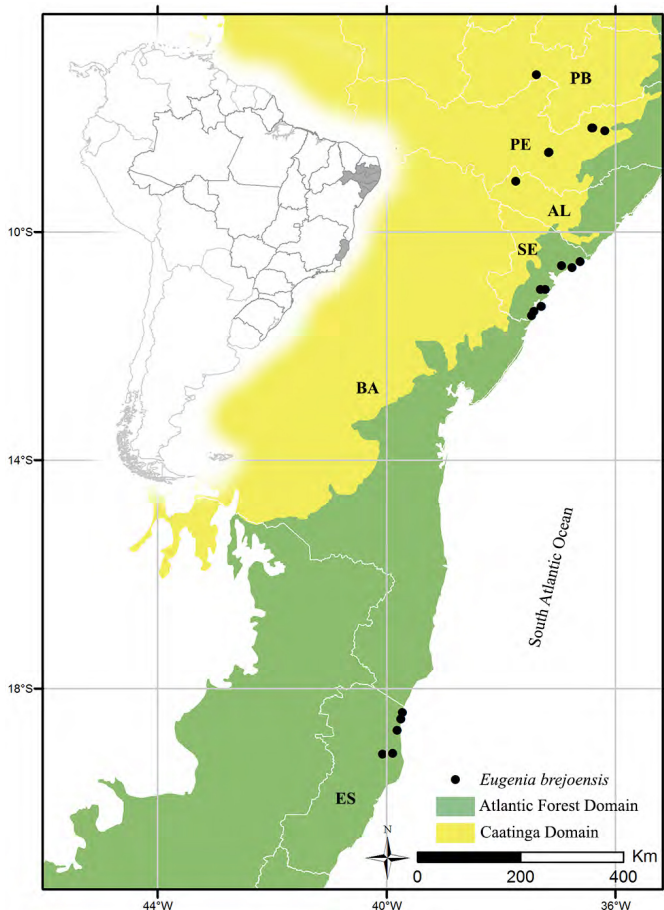 PB
PE
AL
10°S
SE
BA
14°S
South Atlantic Ocean
18°S
Eugenia brejoensis
ES
Atlantic Forest Domain
Caatinga Domain
N
Km
0 200 400
44°W 40°W 36°W